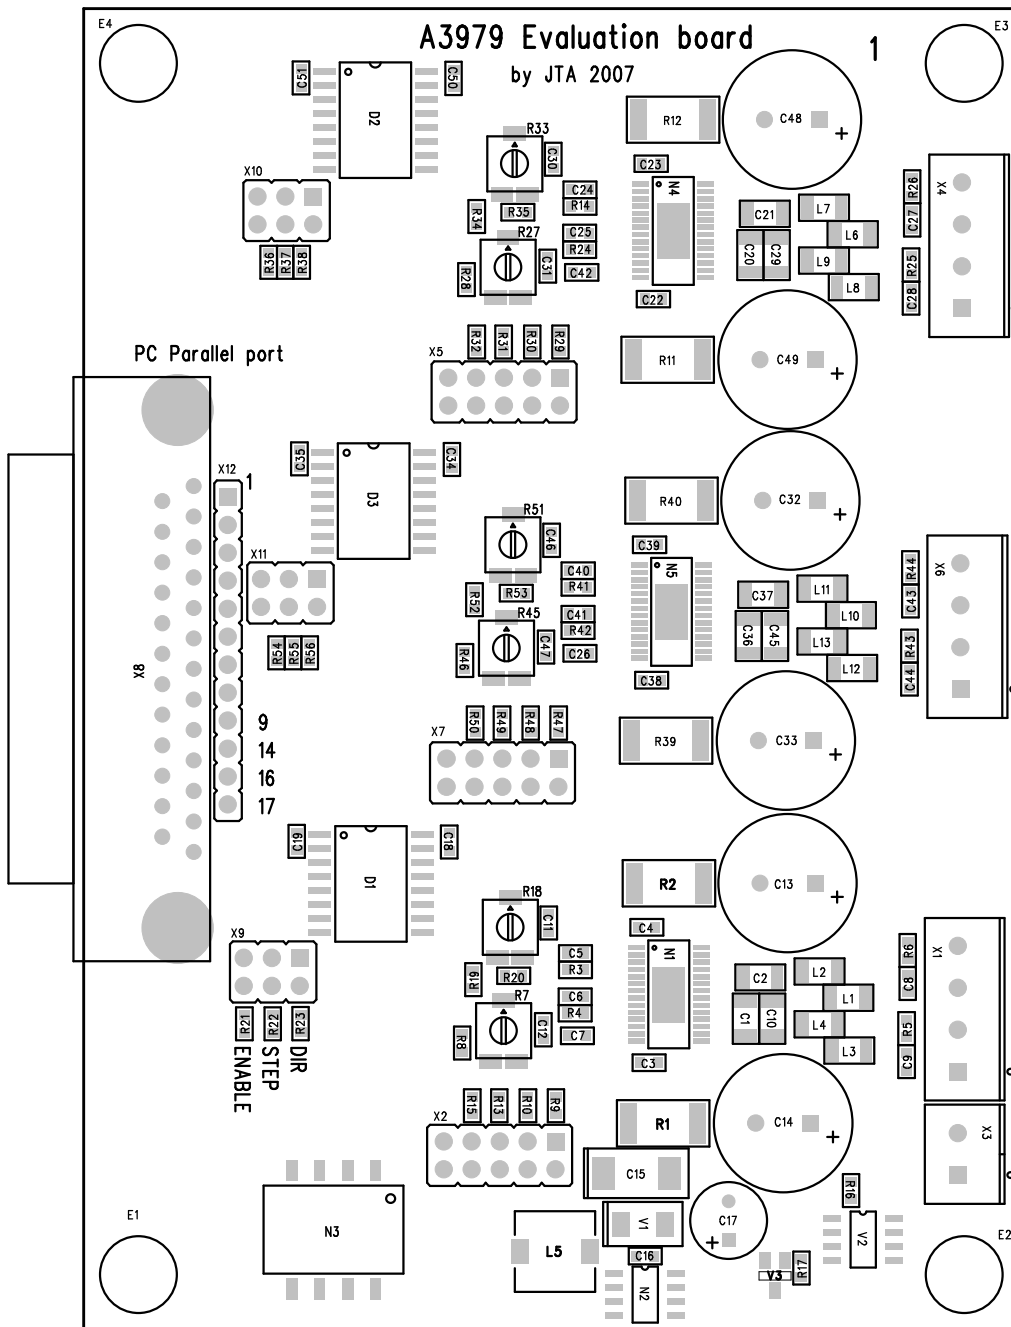 E4
A3979 Evaluation board
1
E3
by JTA 2007
C51
D2
C50
R12
C48
+
R33
C30
C23
X10
C24
R14
R34
R35
N4
C21
L7
R26
X4
C27
C25
R24
R27
L6
R36
R37
R38
R28
C31
C42
C20
C29
L9
R25
L8
C28
C22
PC Parallel port
X5
R32
R31
R30
R29
R11
C49
+
C35
D3
C34
X12
1
R40
C32
+
R51
C46
C39
X11
C40
R41
R52
R53
N5
C37
L11
R44
X6
C43
C41
R42
R45
L10
R54
R55
R56
R46
C47
C26
C36
C45
L13
R43
L12
C44
X8
C38
9
14
16
17
X7
R50
R49
R48
R47
R39
C33
+
C19
D1
C18
R2
C13
+
R18
C11
C4
X9
C5
R3
R19
R20
N1
C2
L2
R6
X1
C8
C6
R4
R7
L1
R21
R22
R23
R8
C12
C7
C1
C10
L4
R5
L3
C9
ENABLE
STEP
DIR
C3
X2
R15
R13
R10
R9
R1
C14
+
X3
C15
R16
E1
N3
L5
V1
C17
+
V2
E2
C16
V3
R17
N2